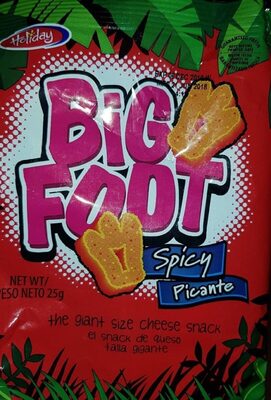 Holiday
2018
BiG
FOOT
Spicy
Picante
NET WT/
PESO NETO 25g
the giant size cheese snack
el snack de queso
talla gigante